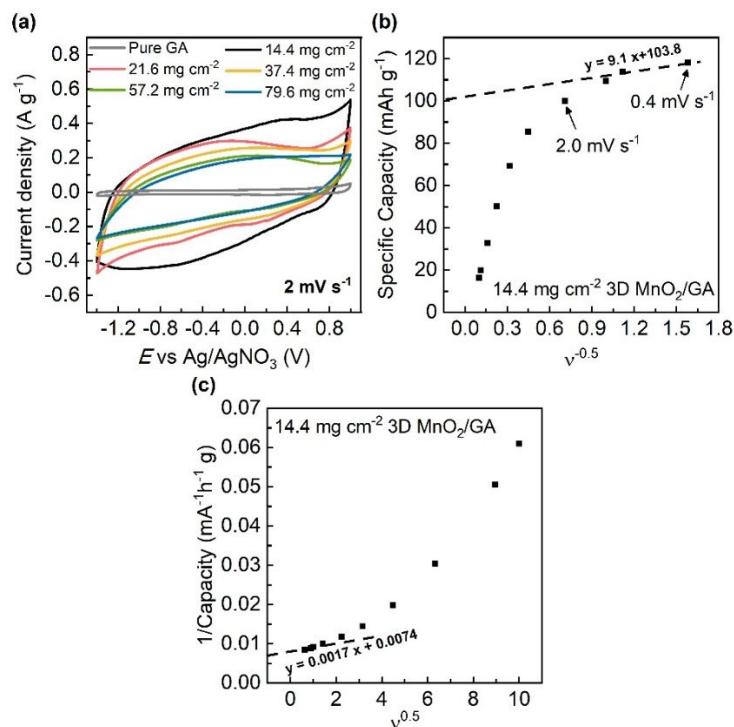 (a)
Pure GA
14.4 mg cm⁻²
21.6 mg cm⁻²
37.4 mg cm⁻²
57.2 mg cm⁻²
79.6 mg cm⁻²
0.6
0.4
0.2
0.0
-0.2
-0.4
-0.6
Current density (A g⁻¹)
2 mV s⁻¹
-1.2 -0.8 -0.4 0.0 0.4 0.8
E vs Ag/AgNO₃ (V)
(b)
y = 9.1 x+103.8
0.4 mV s⁻¹
2.0 mV s⁻¹
120
100
80
60
40
20
0
Specific Capacity (mAh g⁻¹)
14.4 mg cm⁻² 3D MnO₂/GA
0.0 0.3 0.6 0.9 1.2 1.5
ν⁻⁰·⁵
(c)
14.4 mg cm⁻² 3D MnO₂/GA
0.07
0.06
0.05
0.04
0.03
0.02
0.01
0.00
1/Capacity (mA⁻¹h⁻¹ g)
y = 0.0017 x + 0.0074
0 2 4 6 8 10
ν⁰·⁵